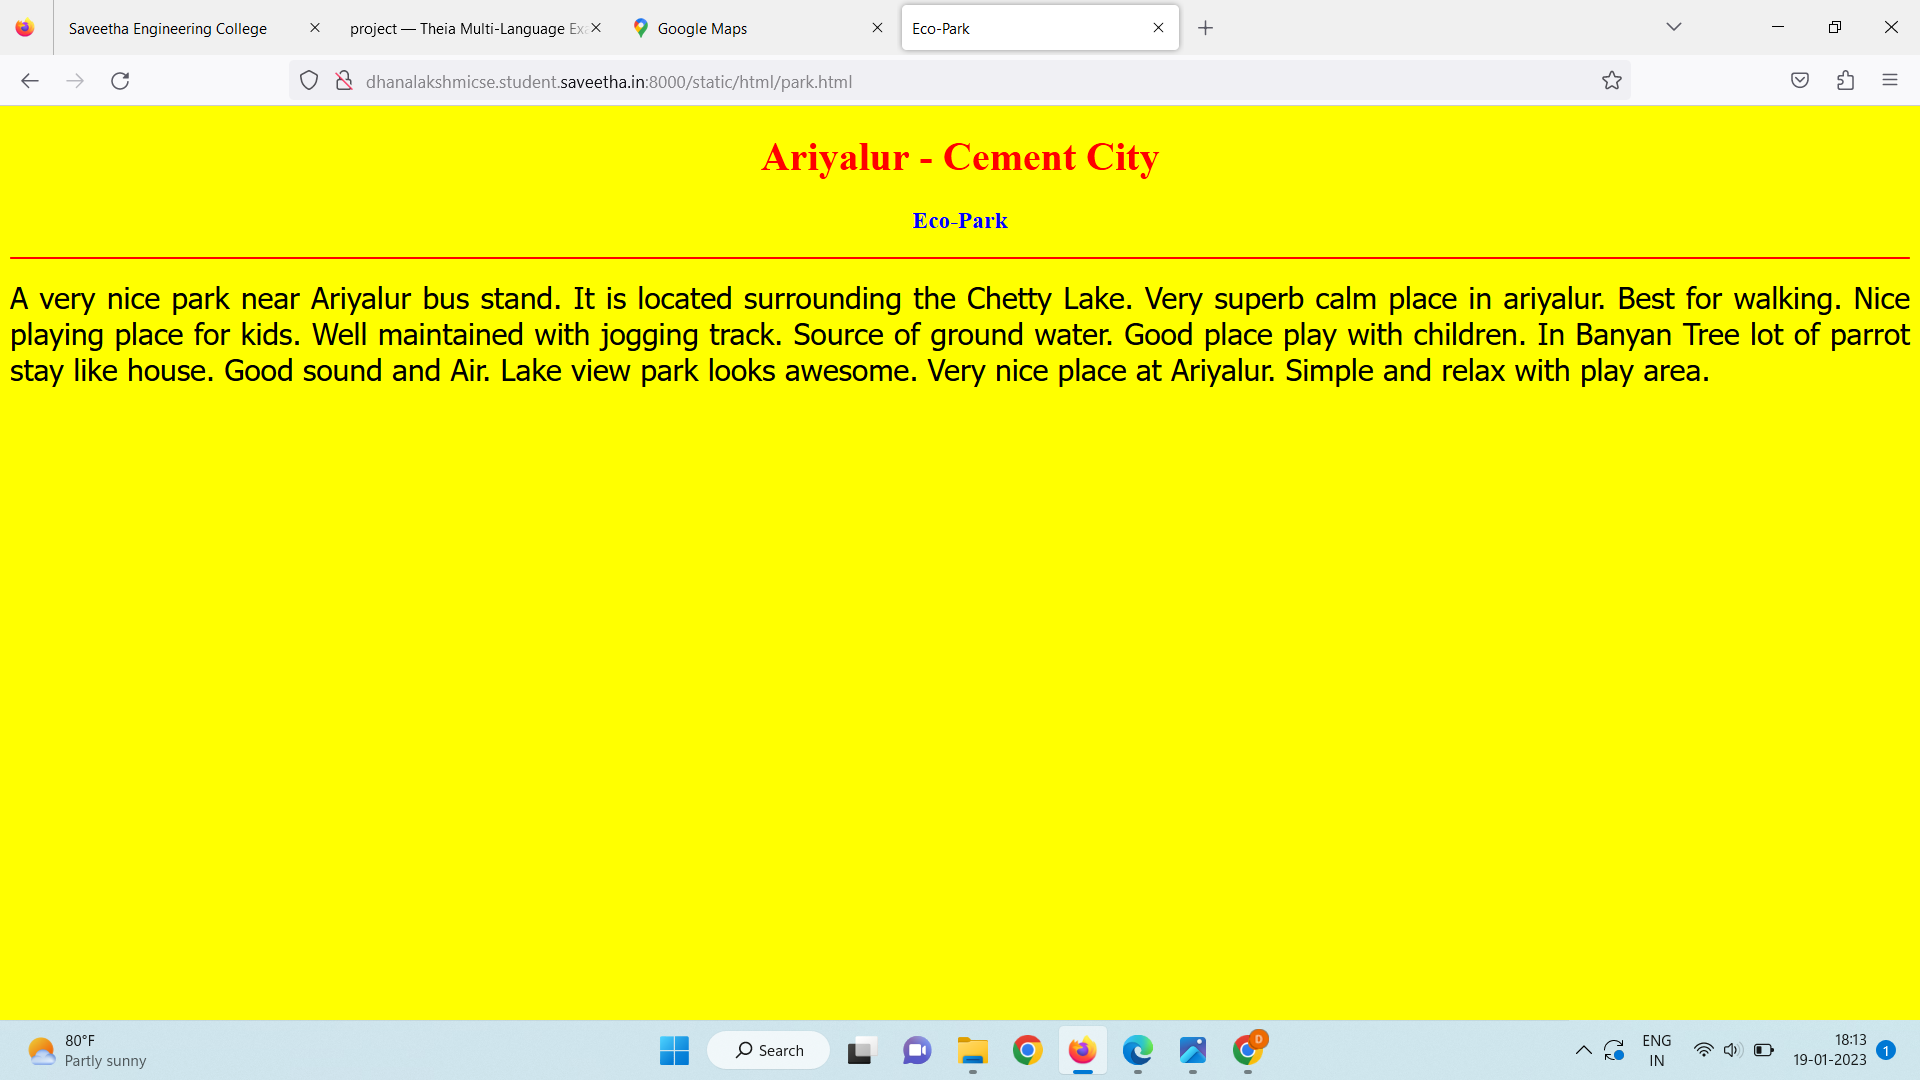 Saveetha Engineering College
project — Theia Multi-Language Exa
Google Maps
Eco-Park
dhanalakshmicse.student.saveetha.in:8000/static/html/park.html
Ariyalur - Cement City
Eco-Park
A very nice park near Ariyalur bus stand. It is located surrounding the Chetty Lake. Very superb calm place in ariyalur. Best for walking. Nice
playing place for kids. Well maintained with jogging track. Source of ground water. Good place play with children. In Banyan Tree lot of parrot
stay like house. Good sound and Air. Lake view park looks awesome. Very nice place at Ariyalur. Simple and relax with play area.
80°F
Partly sunny
Search
D
ENG
IN
18:13
19-01-2023
1